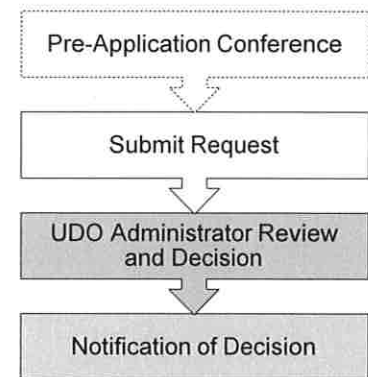 Pre-Application Conference
Submit Request
UDO Administrator Review
and Decision
Notification of Decision